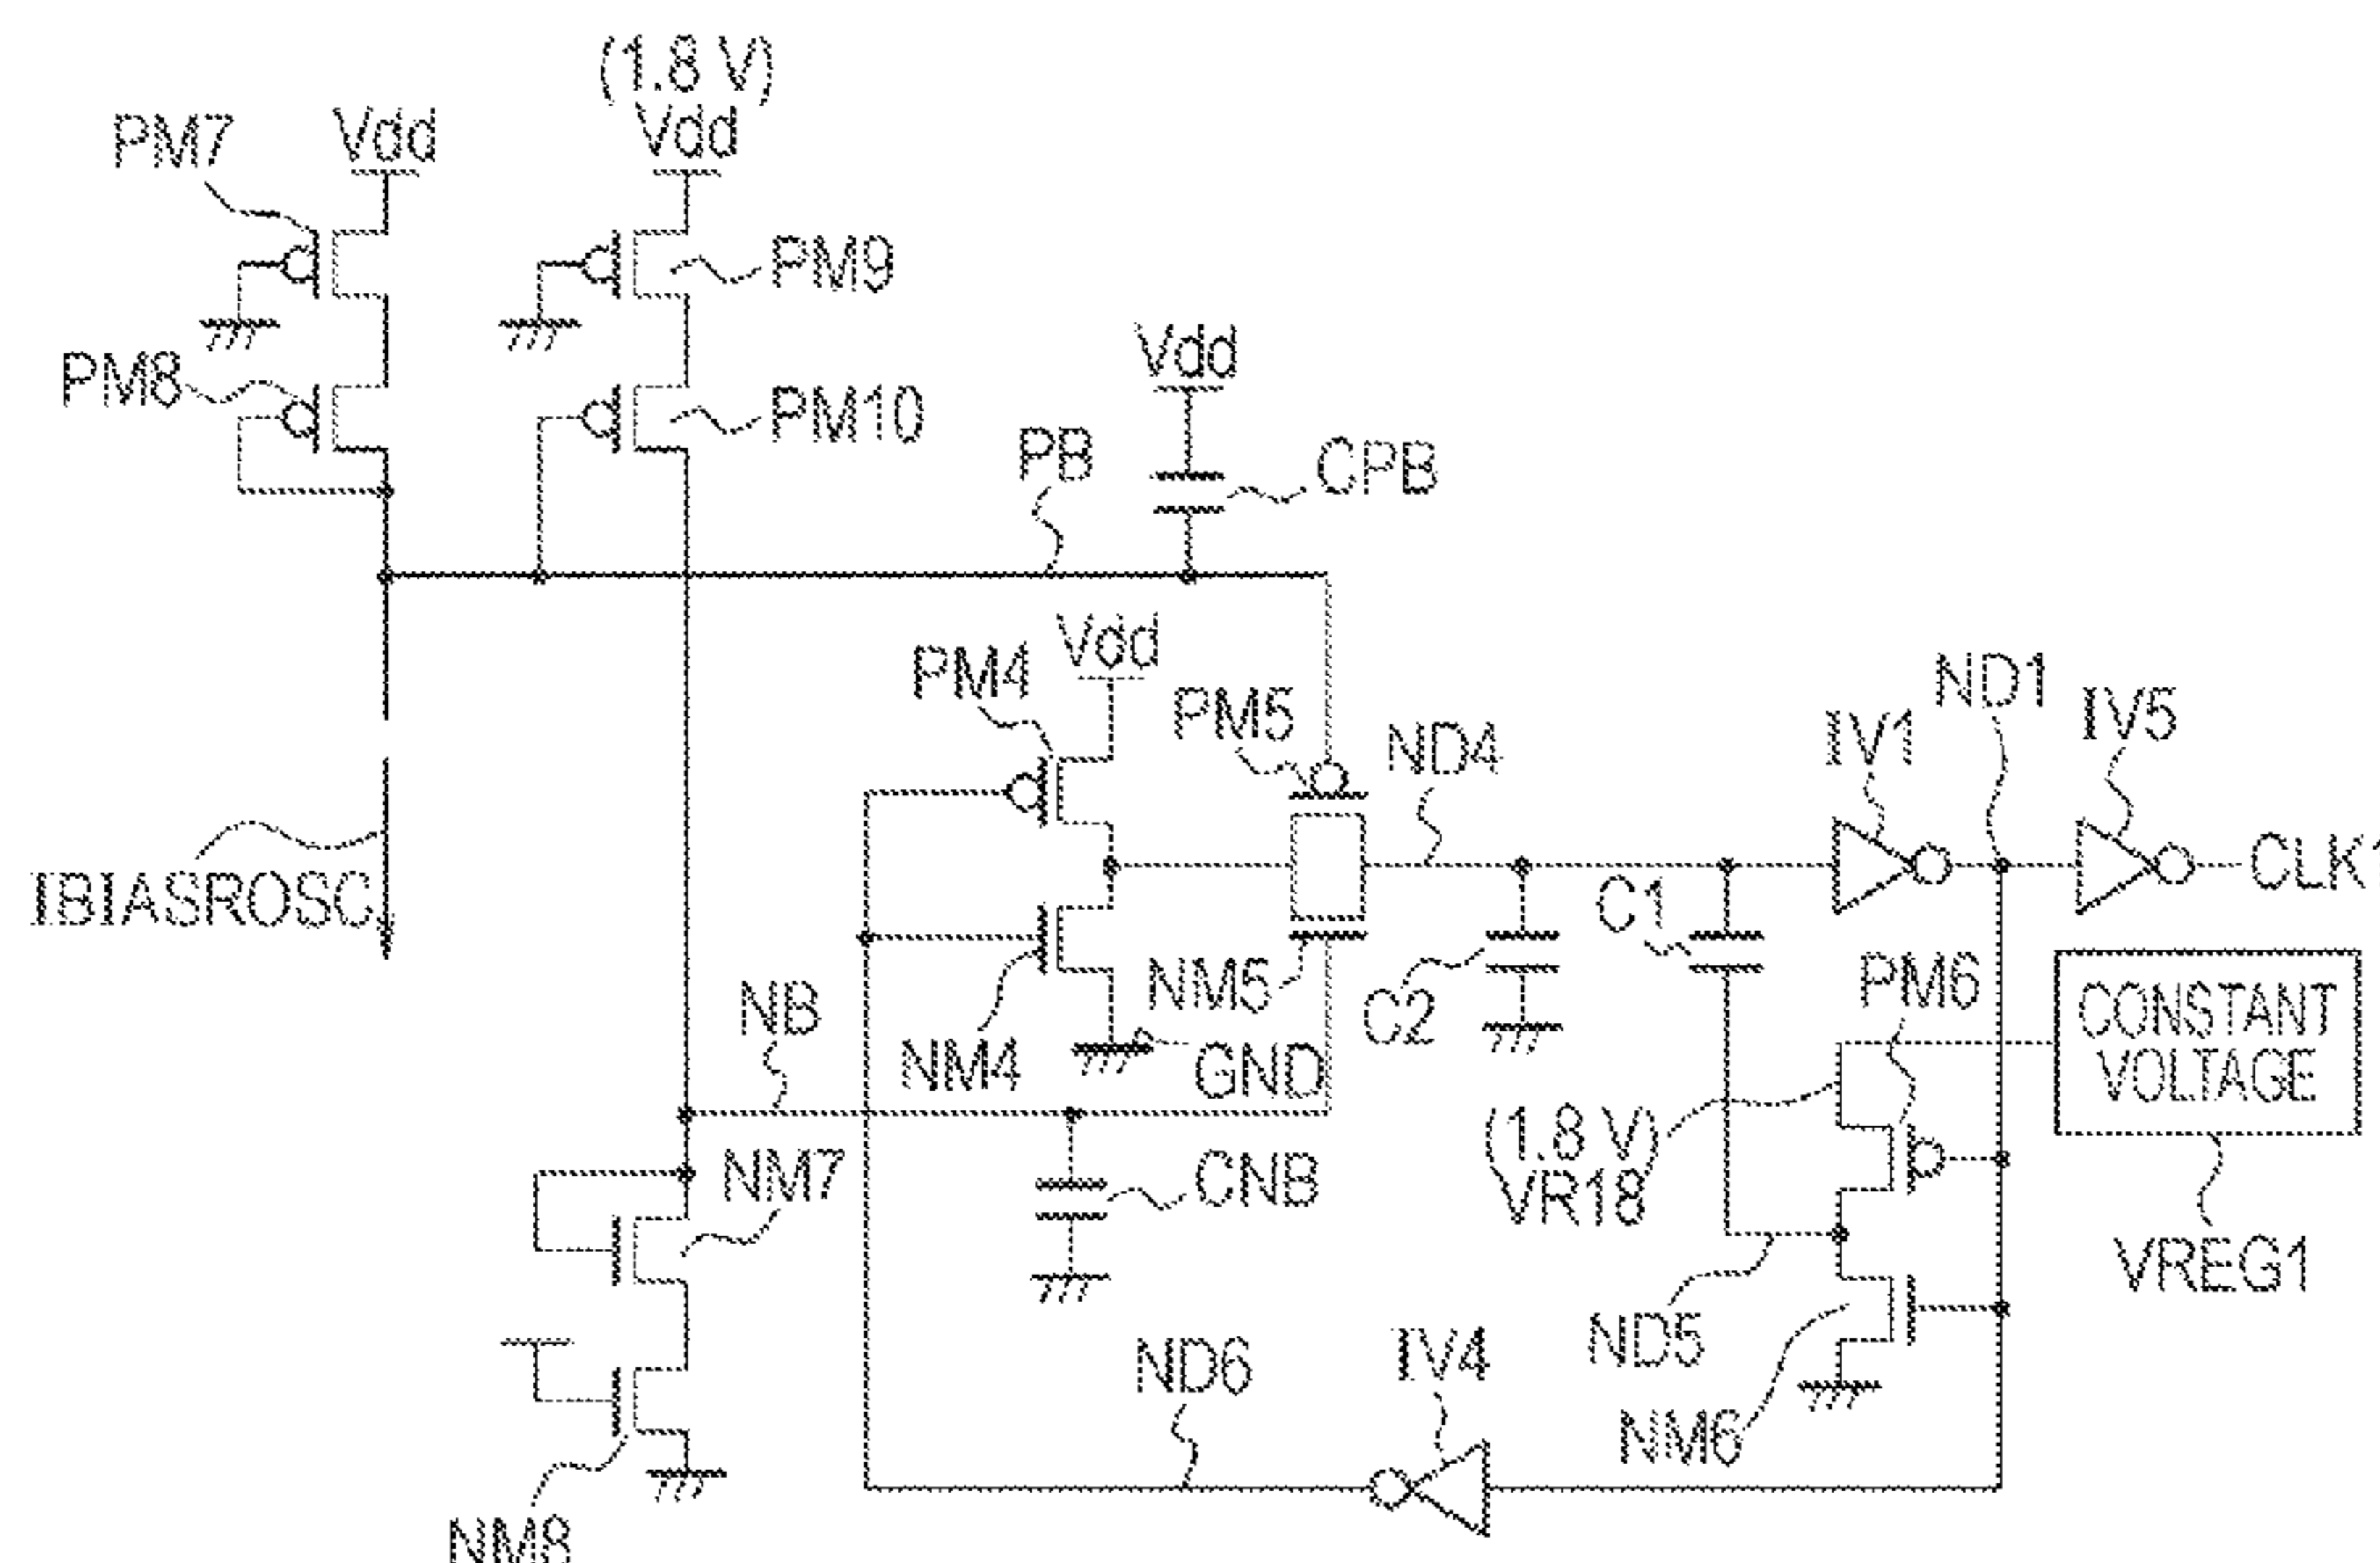 (1.8 V)
PM7
Vdd
Vdd
PM9
PM8
PM10
Vdd
PB
CPB
PM4
Vdd
PM5
ND4
ND1
IV1
IV5
IBIASROSC
C1
CLK1
NB
NM4
NM5
GND
C2
PM6
CONSTANT
VOLTAGE
NM7
CNB
(1.8 V)
VR18
VREG1
ND5
ND6
IV4
NM6
NM8